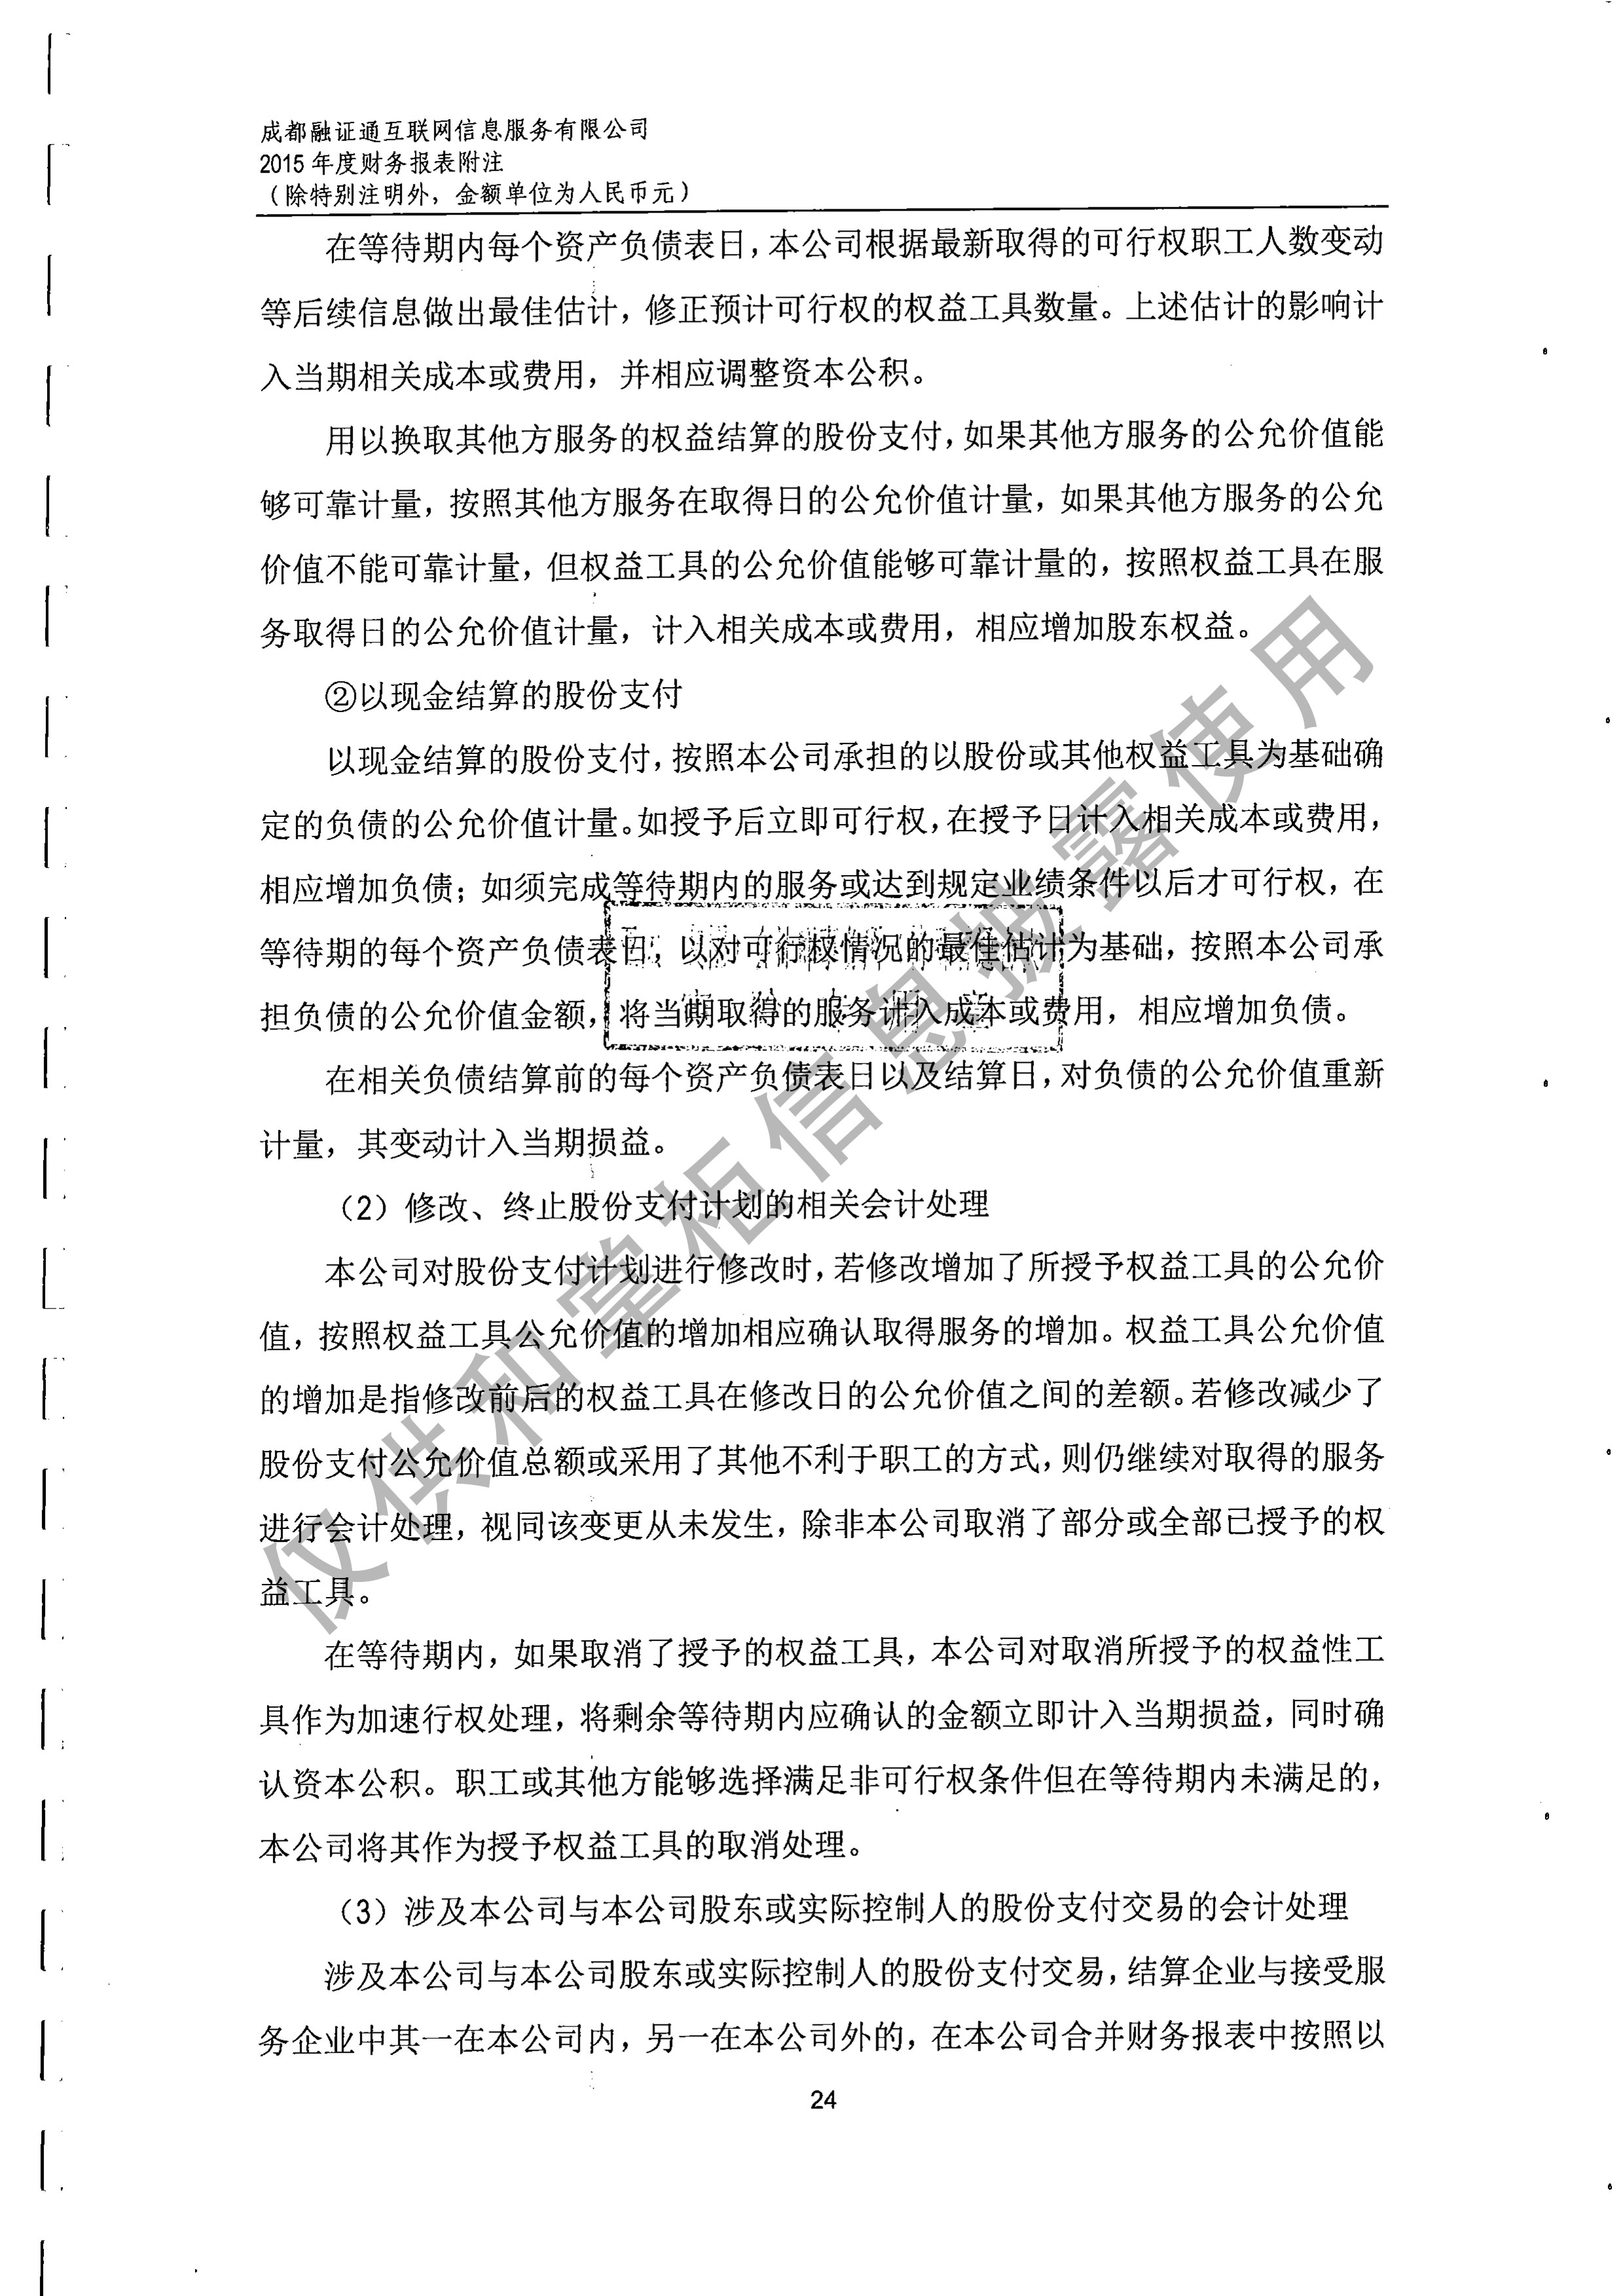 成都融证通互联网信息服务有限公司
2015 年度财务报表附注
（除特别注明外，金额单位为人民币元）
在等待期内每个资产负债表日，本公司根据最新取得的可行权职工人数变动
等后续信息做出最佳估计，修正预计可行权的权益工具数量。上述估计的影响计
入当期相关成本或费用，并相应调整资本公积。
用以换取其他方服务的权益结算的股份支付，如果其他方服务的公允价值能
够可靠计量，按照其他方服务在取得日的公允价值计量，如果其他方服务的公允
价值不能可靠计量，但权益工具的公允价值能够可靠计量的，按照权益工具在服
务取得日的公允价值计量，计入相关成本或费用，相应增加股东权益。
②以现金结算的股份支付
以现金结算的股份支付，按照本公司承担的以股份或其他权益工具为基础确
定的负债的公允价值计量。如授予后立即可行权，在授予日计入相关成本或费用，
相应增加负债；如须完成等待期内的服务或达到规定业绩条件以后才可行权，在
等待期的每个资产负债表日，以对可行权情况的最佳估计为基础，按照本公司承
担负债的公允价值金额，将当期取得的服务计入成本或费用，相应增加负债。
在相关负债结算前的每个资产负债表日以及结算日，对负债的公允价值重新
计量，其变动计入当期损益。
（2）修改、终止股份支付计划的相关会计处理
本公司对股份支付计划进行修改时，若修改增加了所授予权益工具的公允价
值，按照权益工具公允价值的增加相应确认取得服务的增加。权益工具公允价值
的增加是指修改前后的权益工具在修改日的公允价值之间的差额。若修改减少了
股份支付公允价值总额或采用了其他不利于职工的方式，则仍继续对取得的服务
进行会计处理，视同该变更从未发生，除非本公司取消了部分或全部已授予的权
益工具。
在等待期内，如果取消了授予的权益工具，本公司对取消所授予的权益性工
具作为加速行权处理，将剩余等待期内应确认的金额立即计入当期损益，同时确
认资本公积。职工或其他方能够选择满足非可行权条件但在等待期内未满足的，
本公司将其作为授予权益工具的取消处理。
（3）涉及本公司与本公司股东或实际控制人的股份支付交易的会计处理
涉及本公司与本公司股东或实际控制人的股份支付交易，结算企业与接受服
务企业中其一在本公司内，另一在本公司外的，在本公司合并财务报表中按照以
24
仅供和掌柜信息披露使用